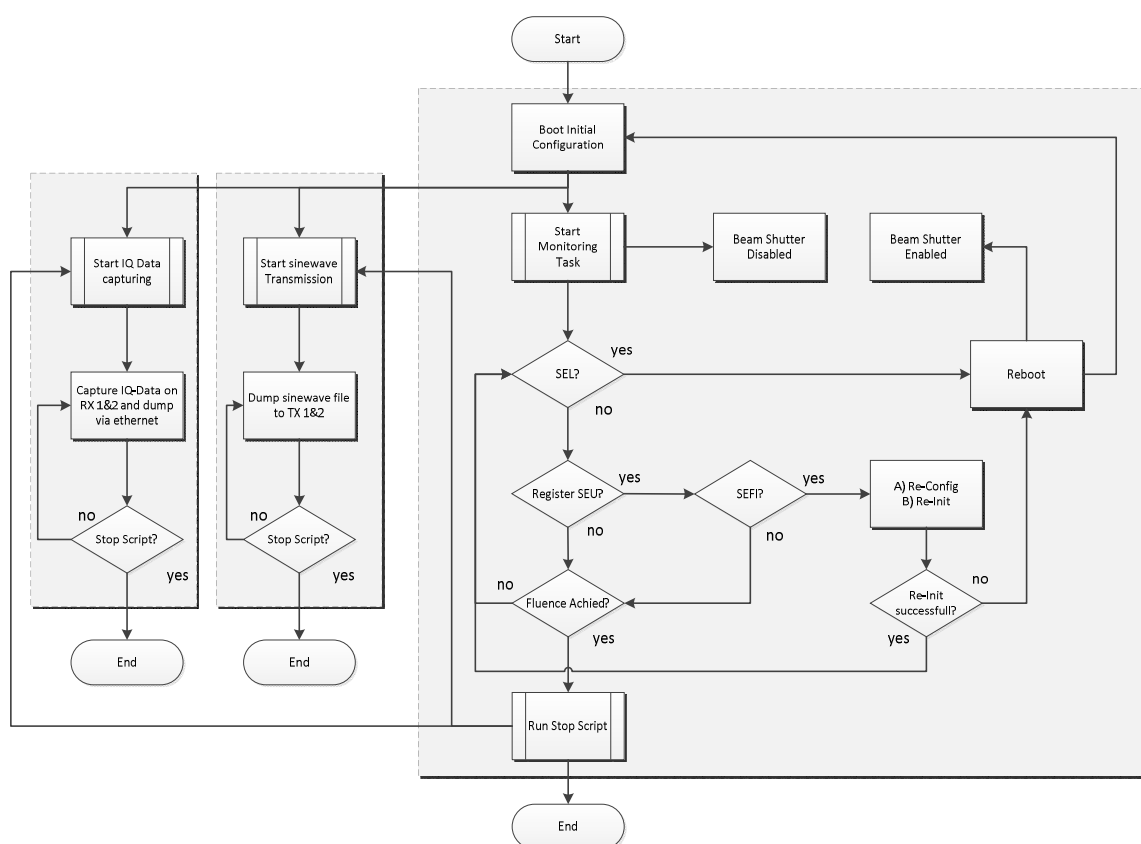 Start
Boot Initial
Configuration
Start IQ Data
capturing
Start sinewave
Transmission
Start
Monitoring
Task
Beam Shutter
Disabled
Beam Shutter
Enabled
SEL?
yes
no
Reboot
Capture IQ-Data on
RX 1&2 and dump
via ethernet
Dump sinewave file
to TX 1&2
Register SEU?
yes
no
SEFI?
yes
no
A) Re-Config
B) Re-Init
Stop Script?
no
yes
Stop Script?
no
yes
Fluence Achied?
no
yes
Re-Init
successfull?
no
yes
End
End
Run Stop Script
End